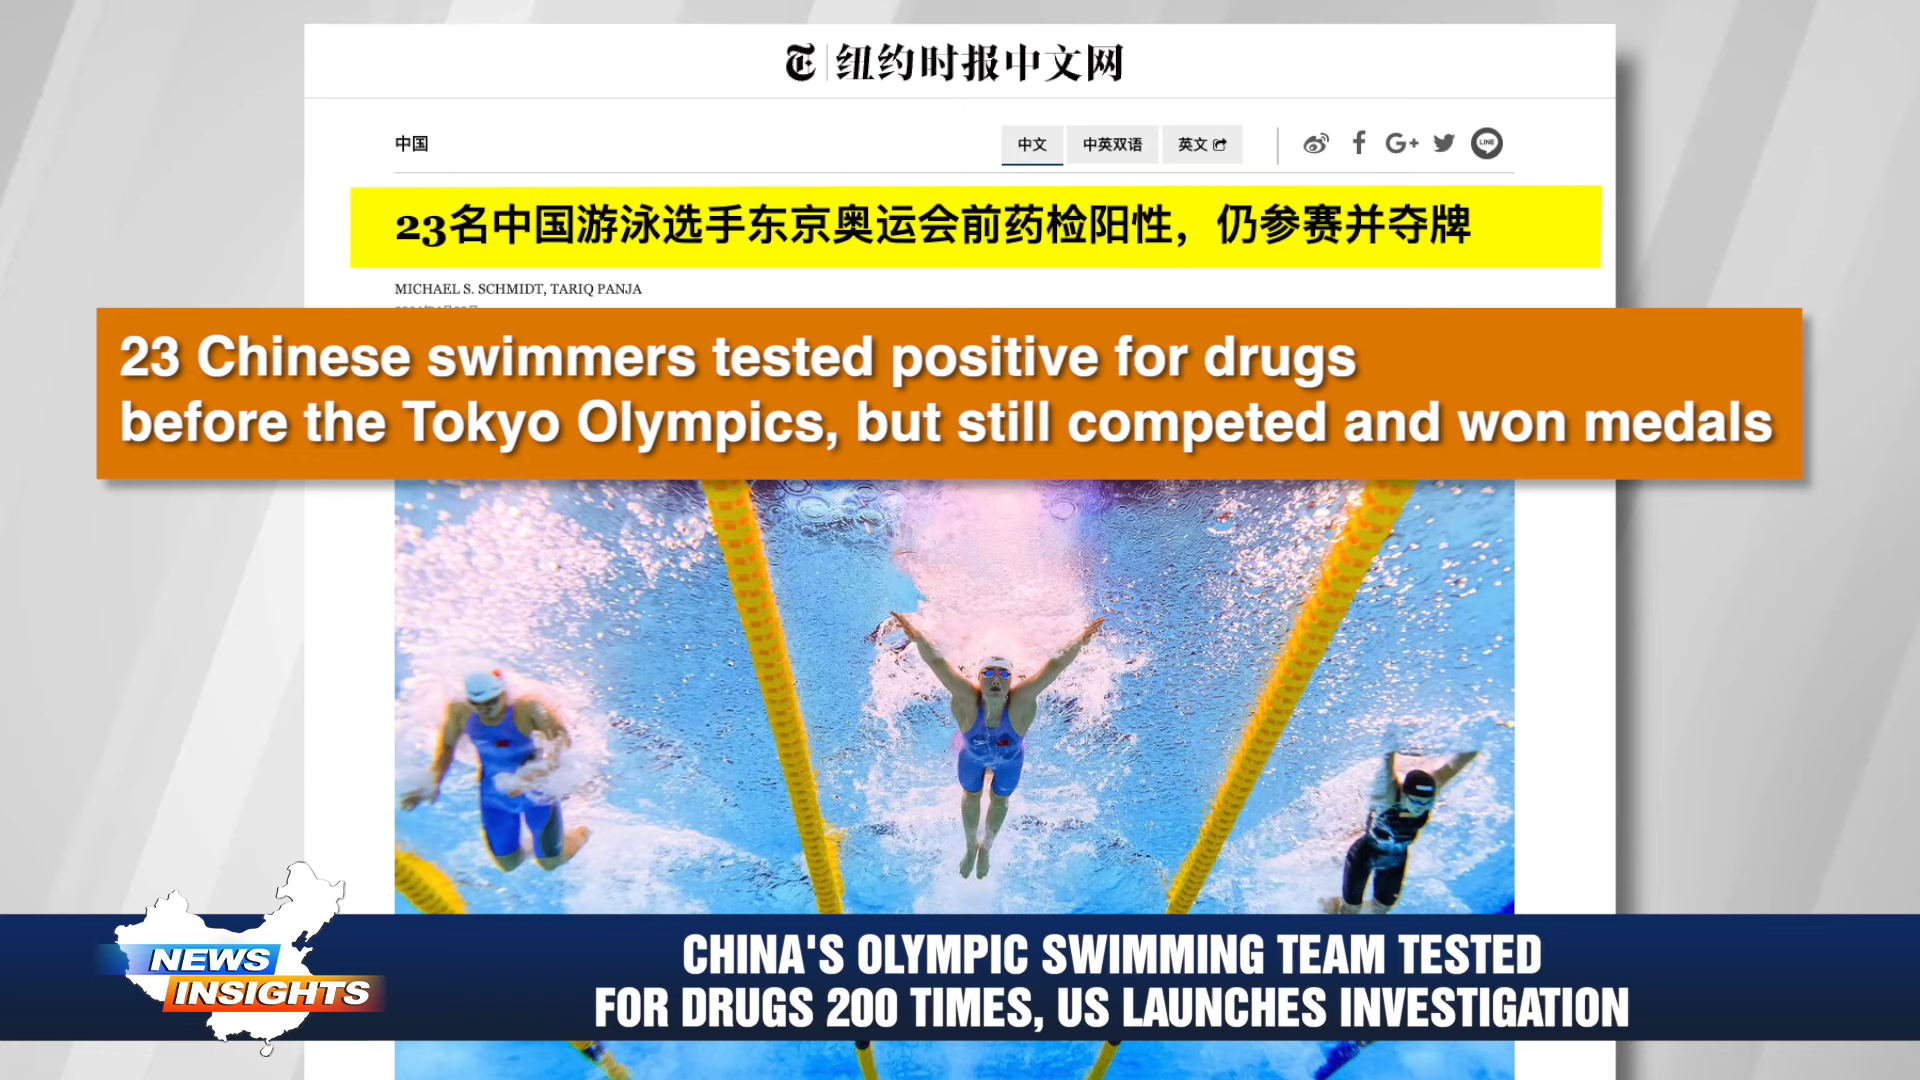 纽约时报中文网
中国
中文 中英双语 英文
LINE
23名中国游泳选手东京奥运会前药检阳性，仍参赛并夺牌
MICHAEL S. SCHMIDT, TARIQ PANJA
23 Chinese swimmers tested positive for drugs
before the Tokyo Olympics, but still competed and won medals
NEWS
INSIGHTS
CHINA'S OLYMPIC SWIMMING TEAM TESTED
FOR DRUGS 200 TIMES, US LAUNCHES INVESTIGATION